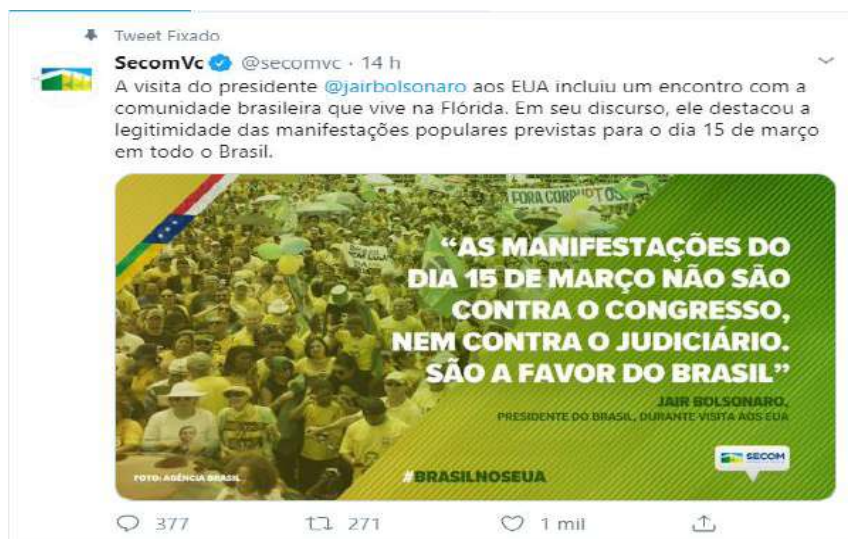 Tweet Fixado
SecomVc @secomvc · 14 h
A visita do presidente @jairbolsonaro aos EUA incluiu um encontro com a
comunidade brasileira que vive na Flórida. Em seu discurso, ele destacou a
legitimidade das manifestações populares previstas para o dia 15 de março
em todo o Brasil.
FORA CORRUPTOS
“AS MANIFESTAÇÕES DO
DIA 15 DE MARÇO NÃO SÃO
CONTRA O CONGRESSO,
NEM CONTRA O JUDICIÁRIO.
SÃO A FAVOR DO BRASIL”
JAIR BOLSONARO,
PRESIDENTE DO BRASIL, DURANTE VISITA AOS EUA
SECOM
FOTO: AGÊNCIA BRASIL
#BRASILNOSEUA
377 271 1 mil